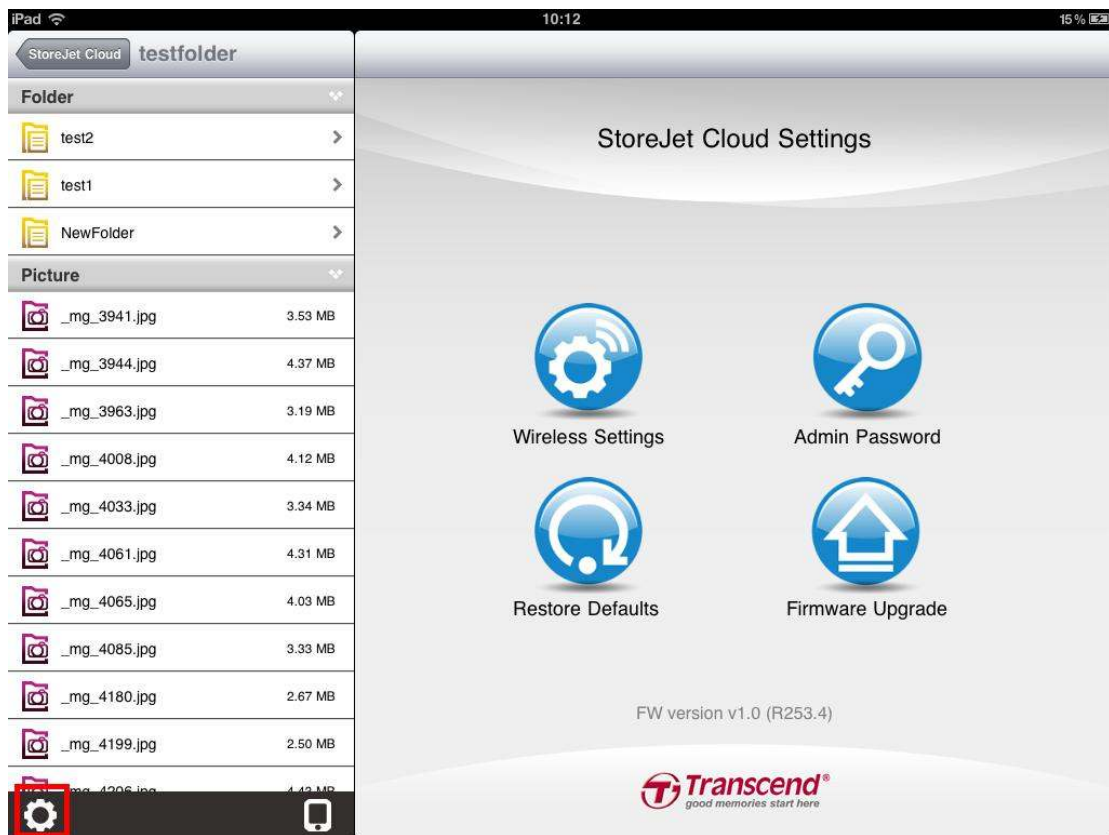 iPad 10:12 15%
StoreJet Cloud testfolder
Folder
test2
test1
NewFolder
Picture
_mg_3941.jpg 3.53 MB
_mg_3944.jpg 4.37 MB
_mg_3963.jpg 3.19 MB
_mg_4008.jpg 4.12 MB
_mg_4033.jpg 3.34 MB
_mg_4061.jpg 4.31 MB
_mg_4065.jpg 4.03 MB
_mg_4085.jpg 3.33 MB
_mg_4180.jpg 2.67 MB
_mg_4199.jpg 2.50 MB
StoreJet Cloud Settings
Wireless Settings
Admin Password
Restore Defaults
Firmware Upgrade
FW version v1.0 (R253.4)
Transcend®
good memories start here